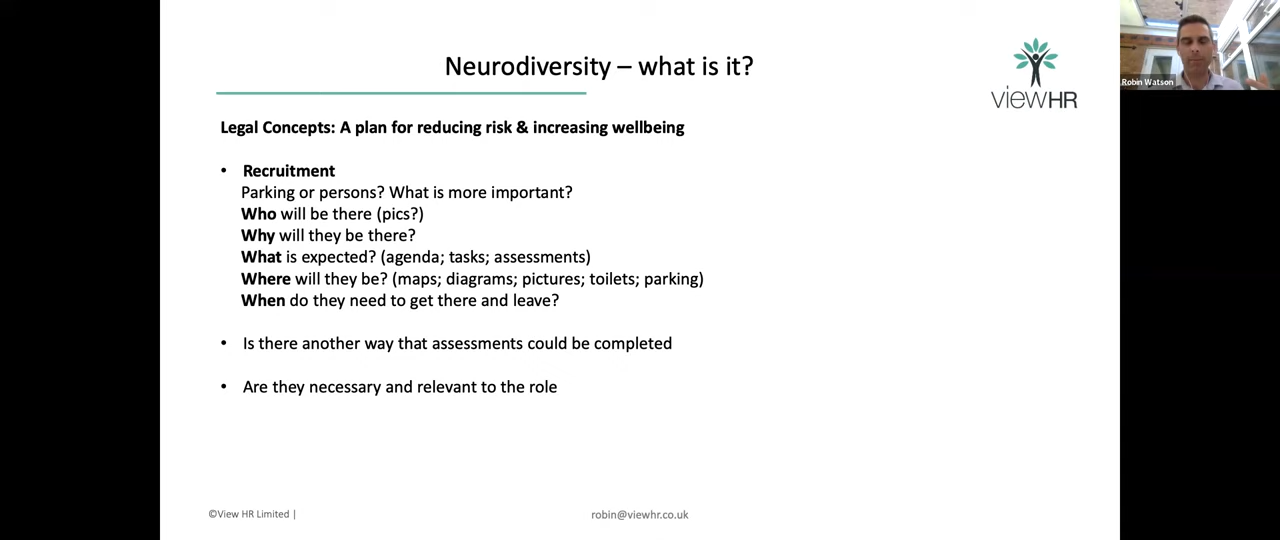 Neurodiversity – what is it?
viewHR
Robin Watson
Legal Concepts: A plan for reducing risk & increasing wellbeing
• Recruitment
Parking or persons? What is more important?
Who will be there (pics?)
Why will they be there?
What is expected? (agenda; tasks; assessments)
Where will they be? (maps; diagrams; pictures; toilets; parking)
When do they need to get there and leave?
• Is there another way that assessments could be completed
• Are they necessary and relevant to the role
©View HR Limited |
robin@viewhr.co.uk